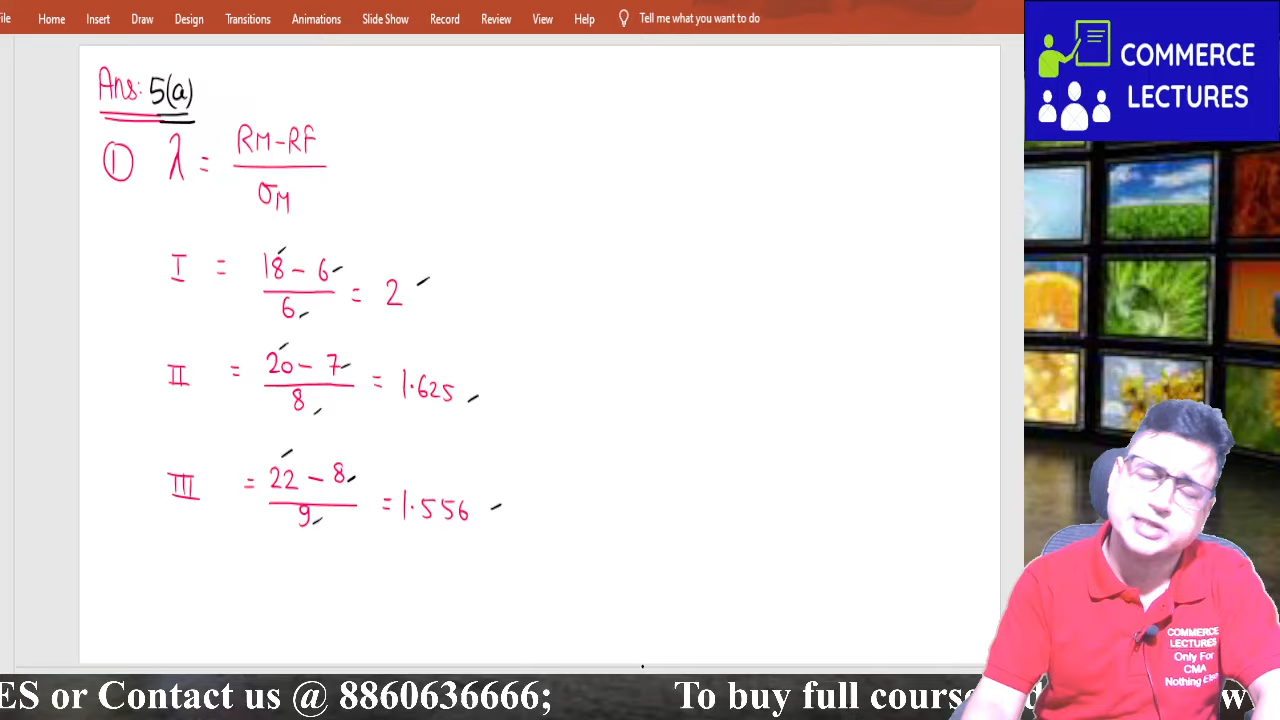 File Home Insert Draw Design Transitions Animations Slide Show Record Review View Help Tell me what you want to do
COMMERCE
LECTURES
Ans: 5(a)
① λ = RM-RF
σM
I = 18 - 6
6
= 2
II = 20 - 7
8
= 1.625
III = 22 - 8
9
= 1.556
COMMERCE
LECTURES
Only For
CMA
Nothing Else
ES or Contact us @ 8860636666; To buy full course